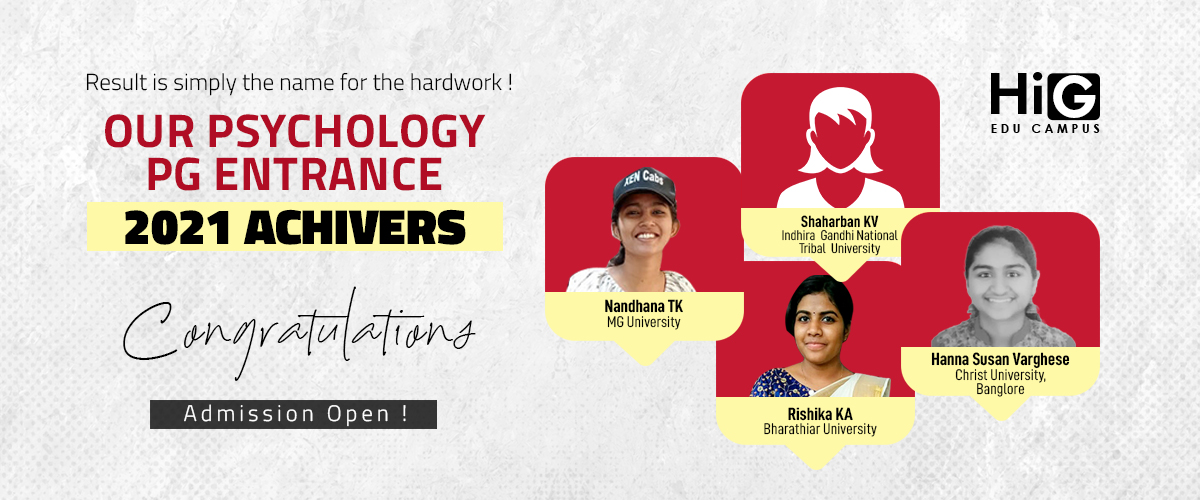 Result is simply the name for the hardwork !
OUR PSYCHOLOGY
PG ENTRANCE
2021 ACHIVERS
Congratulations
Admission Open !
XEN Cabs
Nandhana TK
MG University
Shaharban KV
Indhira Gandhi National
Tribal University
Rishika KA
Bharathiar University
Hanna Susan Varghese
Christ University,
Banglore
HiG
EDU CAMPUS